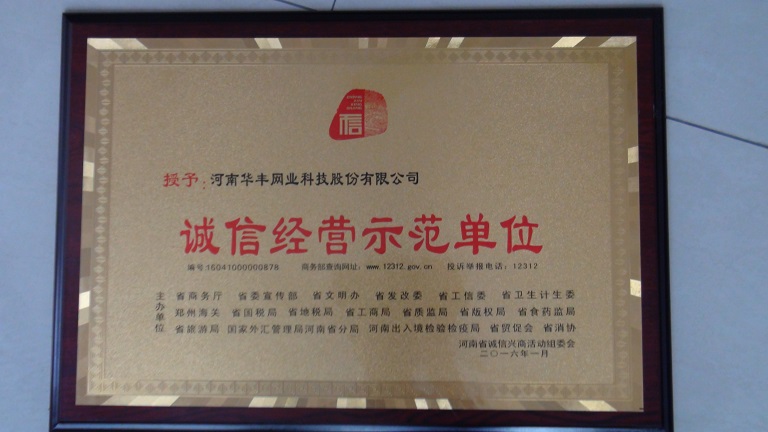 信
授予：河南华丰网业科技股份有限公司
诚信经营示范单位
编号:16041000000878 商务部查询网址：www.12312.gov.cn 投诉举报电话：12312
主办单位
省商务厅 省委宣传部 省文明办 省发改委 省工信委 省卫生计生委
郑州海关 省国税局 省地税局 省工商局 省质监局 省版权局 省食药监局
省旅游局 国家外汇管理局河南省分局 河南出入境检验检疫局 省贸促会 省消协
河南省诚信兴商活动组委会
二〇一六年一月